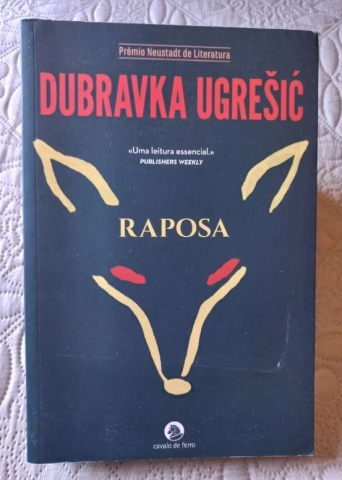 Prémio Neustadt de Literatura
DUBRAVKA UGREŠIĆ
«Uma leitura essencial.»
PUBLISHERS WEEKLY
RAPOSA
cavalo de ferro